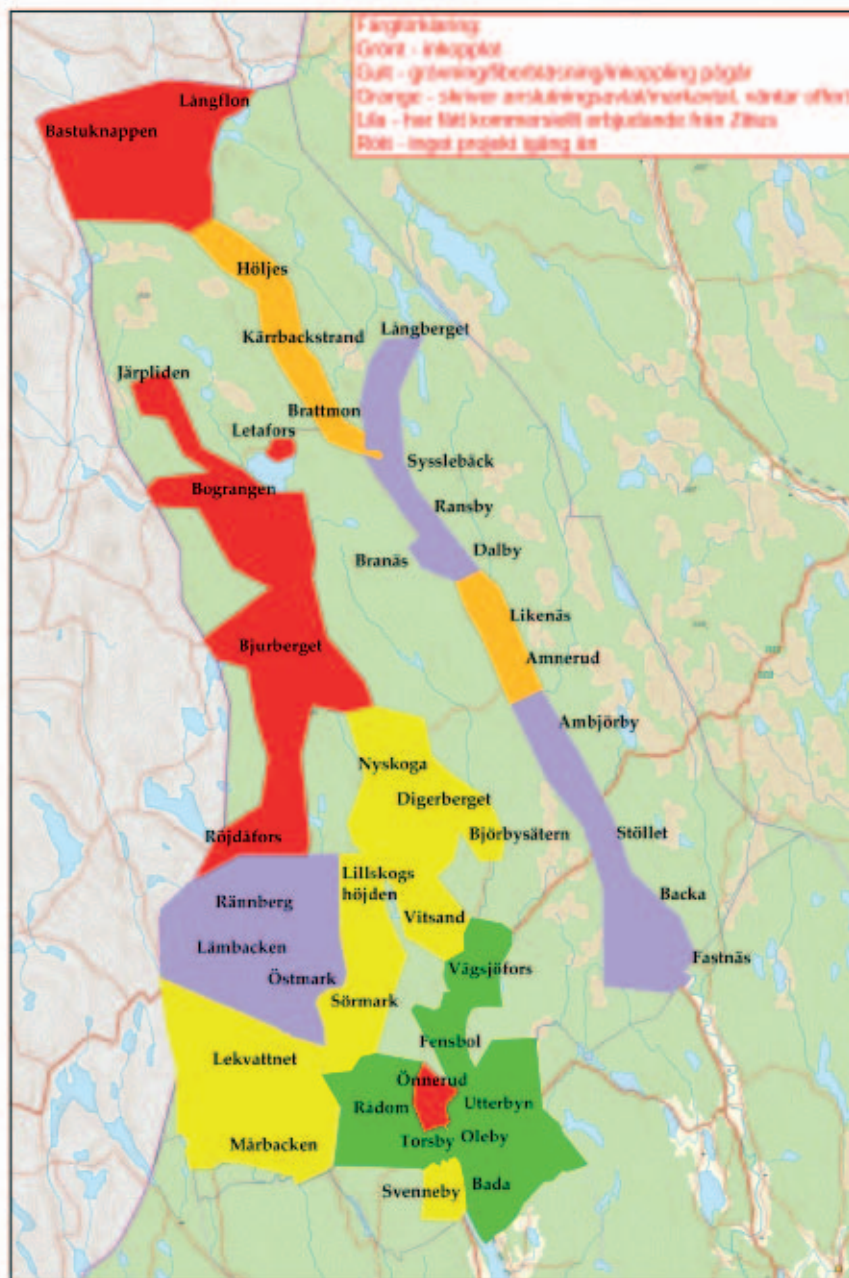 Färgförklaring:
Grönt - inkopplat
Gult - grävning/fiberblåsning/inkoppling pågår
Orange - skriver anslutningsavtal/markavtal, väntar offert
Lila - har fått kommersiellt erbjudande från Zitius
Rött - inget projekt igång än
Långflon
Bastuknappen
Höljes
Kärrbackstrand
Långberget
Järpliden
Brattmon
Letafors
Sysslebäck
Bograngen
Ransby
Dalby
Branäs
Likenäs
Bjurberget
Amnerud
Ambjörby
Nyskoga
Digerberget
Björbysätern
Stöllet
Röjdåfors
Lillskogs
höjden
Backa
Rännberg
Vitsand
Lämbacken
Vägsjöfors
Fastnäs
Östmark
Sörmark
Fensbol
Lekvattnet
Önnerud
Rådom
Utterbyn
Mårbacken
Torsby
Oleby
Svenneby
Bada